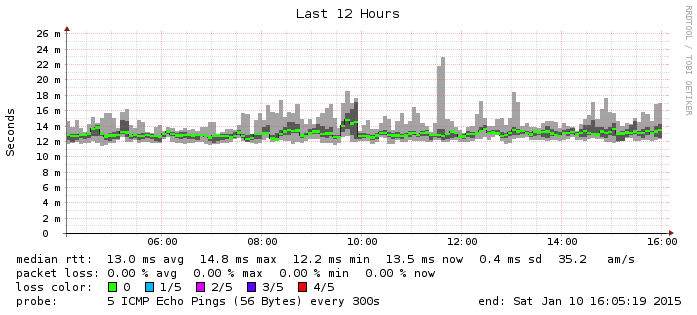 Last 12 Hours
RRDTOOL / TOBI OETIKER
Seconds
26 m
24 m
22 m
20 m
18 m
16 m
14 m
12 m
10 m
8 m
6 m
4 m
2 m
0
06:00 08:00 10:00 12:00 14:00 16:00
median rtt: 13.0 ms avg 14.8 ms max 12.2 ms min 13.5 ms now 0.4 ms sd 35.2 am/s
packet loss: 0.00 % avg 0.00 % max 0.00 % min 0.00 % now
loss color: 0 1/5 2/5 3/5 4/5
probe: 5 ICMP Echo Pings (56 Bytes) every 300s end: Sat Jan 10 16:05:19 2015